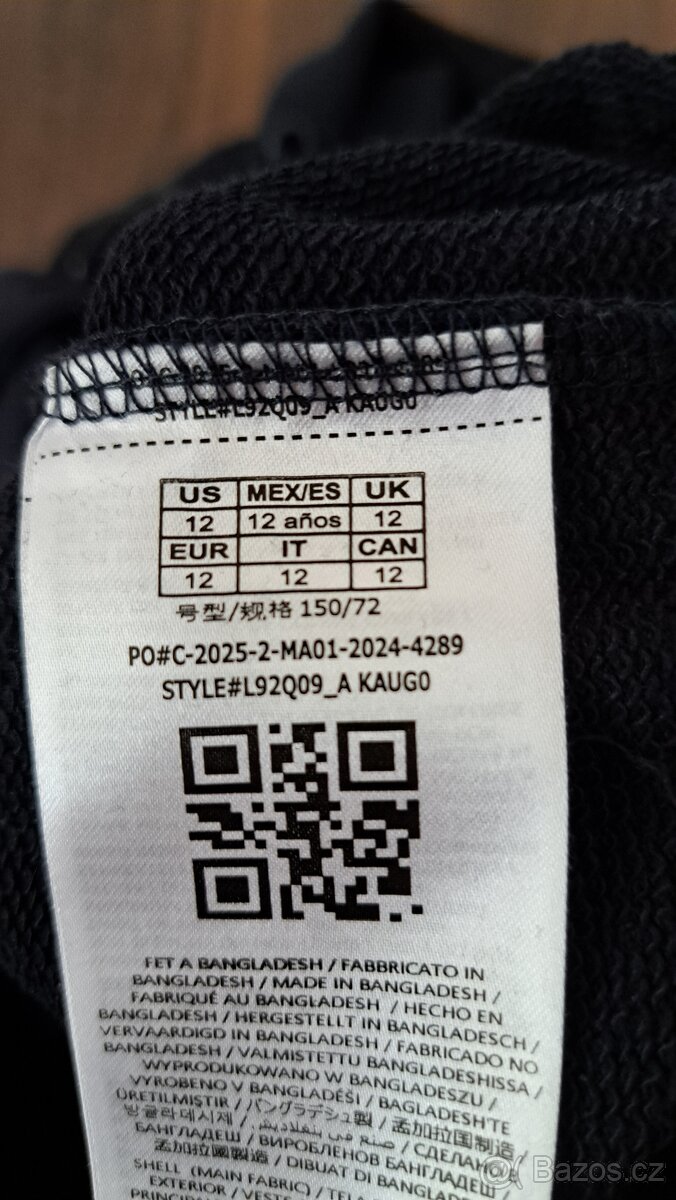 STYLE#L92Q09_A KAUG0
US MEX/ES UK
12 12 años 12
EUR IT CAN
12 12 12
号型/规格 150/72
PO#C-2025-2-MA01-2024-4289
STYLE#L92Q09_A KAUG0
FET A BANGLADESH / FABBRICATO IN
BANGLADESH / MADE IN BANGLADESH /
FABRIQUÉ AU BANGLADESH / HECHO EN
BANGLADESH / HERGESTELLT IN BANGLADESCH /
VERVAARDIGD IN BANGLADESH / FABRICADO NO
BANGLADESH / VALMISTETTU BANGLADESHISSA /
WYPRODUKOWANO W BANGLADESZU /
VYROBENO V BANGLADÉŠI / BAGLADESH'TE
ÜRETILMIŞTIR / バングラデシュ製 / 孟加拉国制造
방글라데시제 / صنع في بنغلاديش / СДЕЛАНО
БАНГЛАДЕШ / ВИРОБЛЕНОВ БАНГЛАДЕШ /
孟加拉國製造 / DIBUAT DI BANGLADESH
SHELL (MAIN FABRIC) / TELA
EXTERIOR / VESTE
PRINCIPAL
Bazos.cz